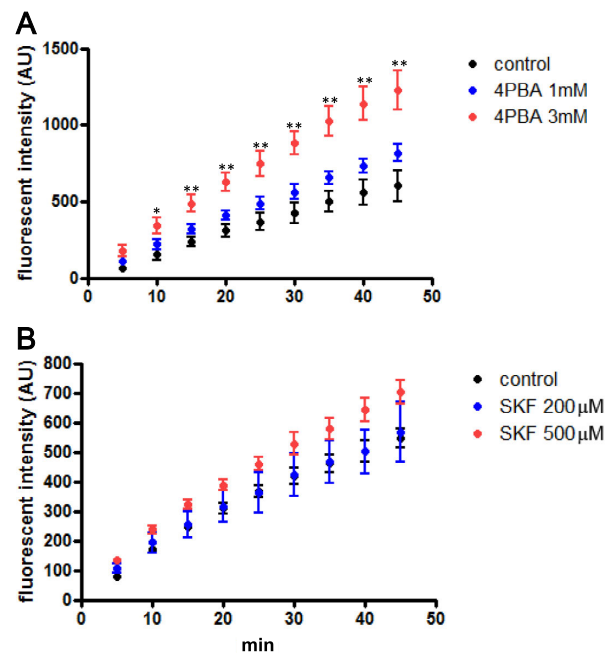 A
fluorescent intensity (AU)
1500
1000
500
0
0 10 20 30 40 50
* ** ** ** ** ** ** **
control
4PBA 1mM
4PBA 3mM
B
fluorescent intensity (AU)
800
700
600
500
400
300
200
100
0
0 10 20 30 40 50
min
control
SKF 200μM
SKF 500μM